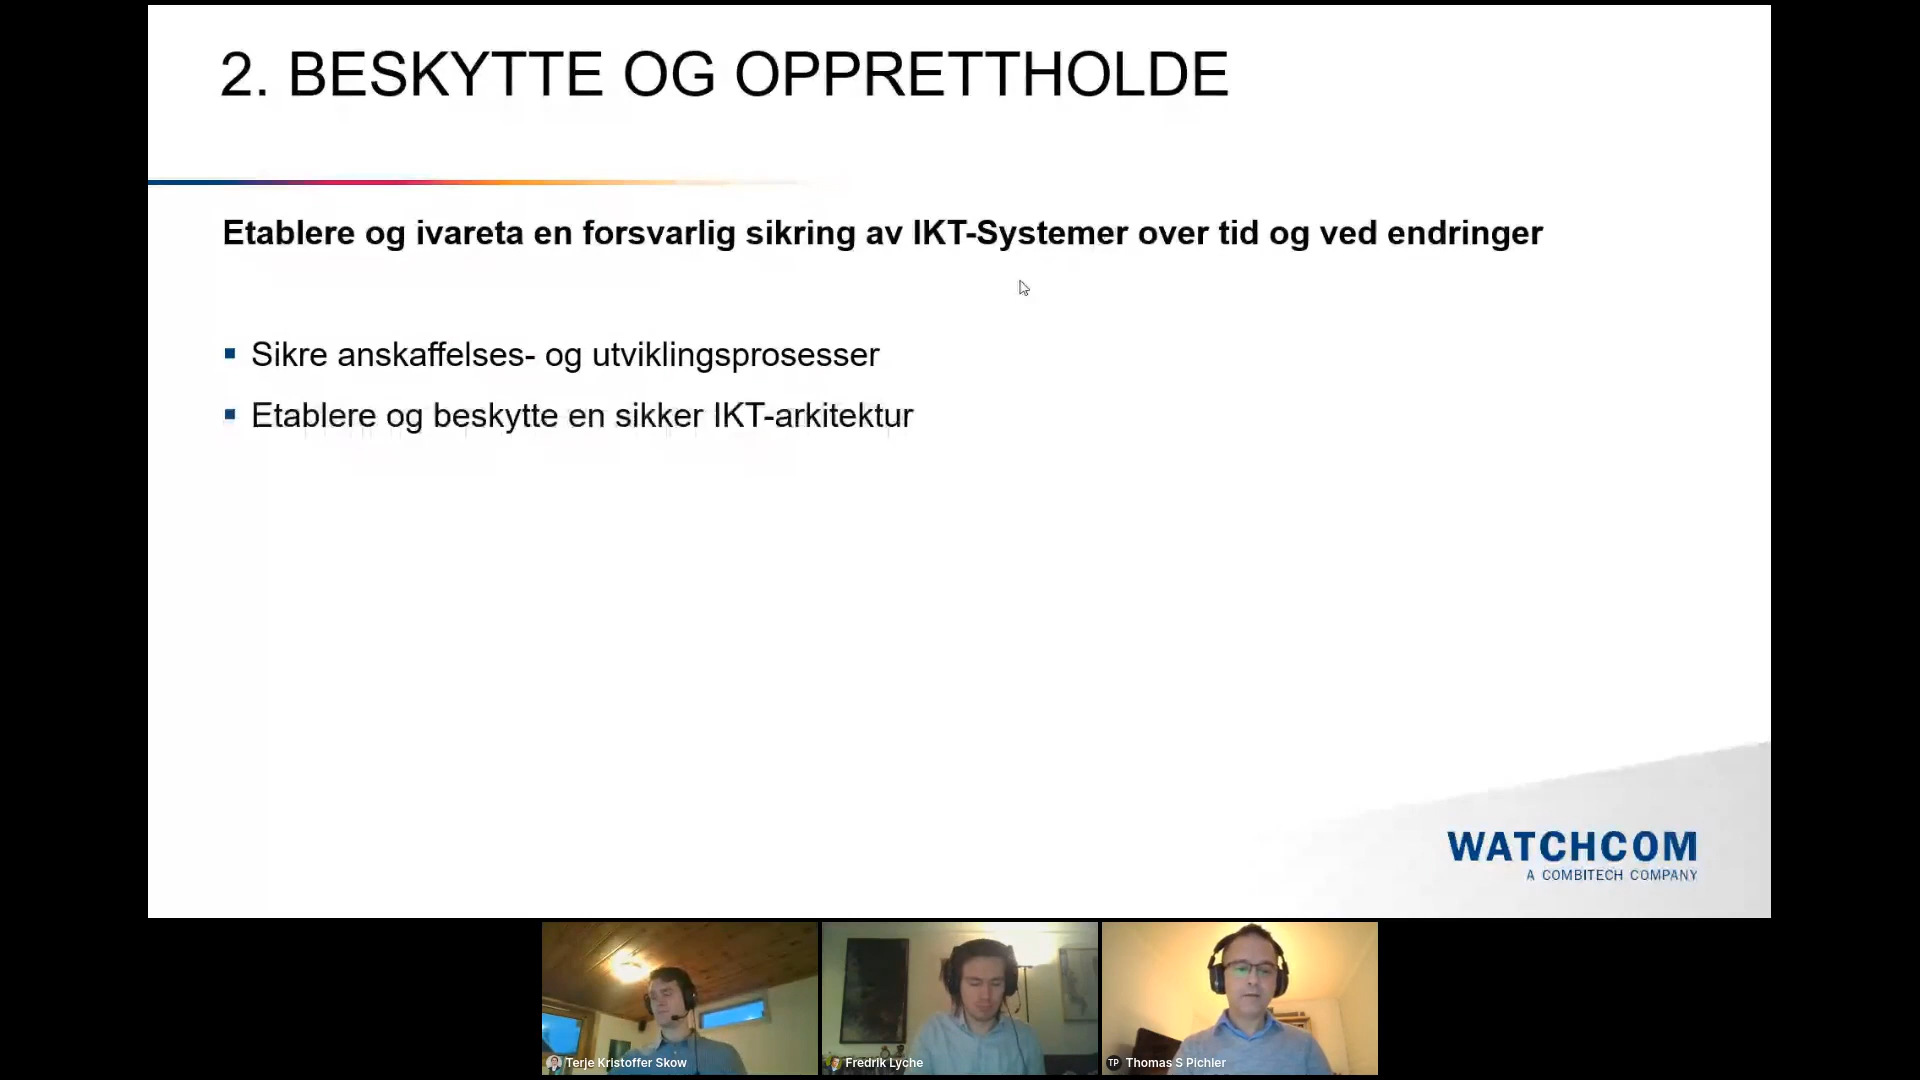 2. BESKYTTE OG OPPRETTHOLDE
Etablere og ivareta en forsvarlig sikring av IKT-Systemer over tid og ved endringer
Sikre anskaffelses- og utviklingsprosesser
Etablere og beskytte en sikker IKT-arkitektur
WATCHCOM
A COMBITECH COMPANY
Terje Kristoffer Skow
Fredrik Lyche
TP Thomas S Pichler